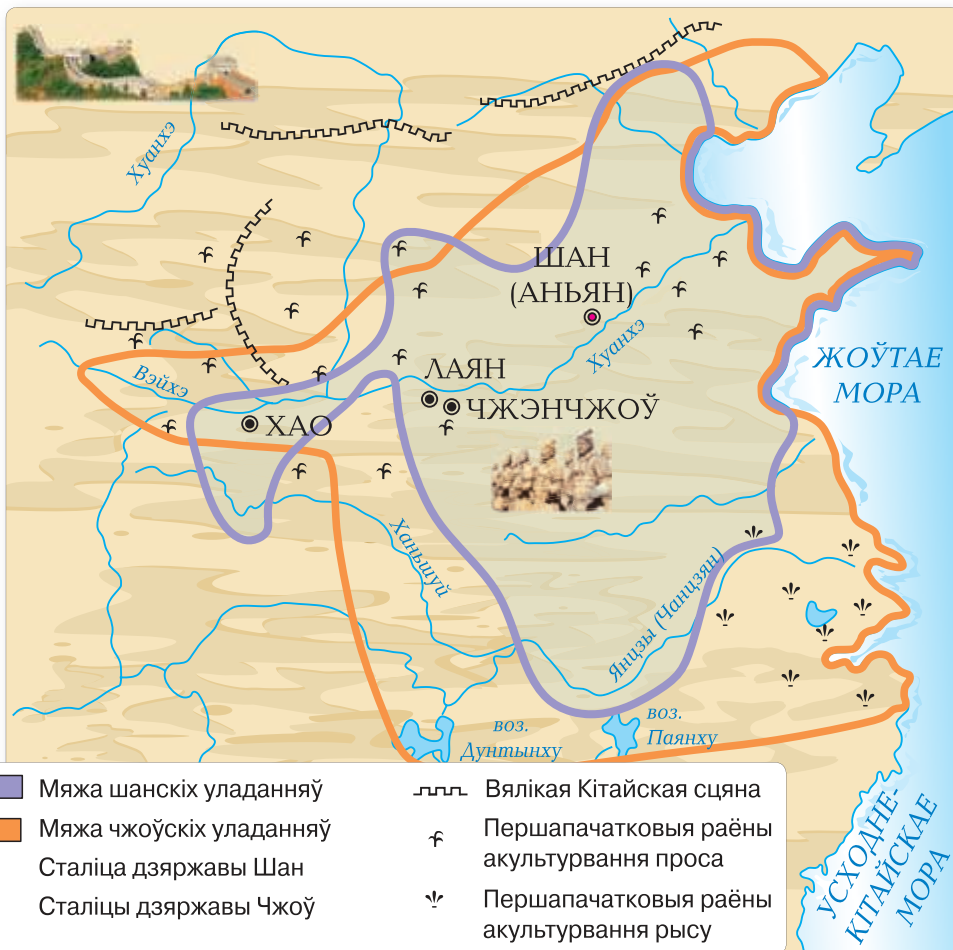 Хуанхэ
ШАН
(АНЬЯН)
Хуанхэ
ЖОЎТАЕ
МОРА
Вэйхэ
ЛАЯН
ЧЖЭНЧЖОЎ
ХАО
Ханьшуй
Янцзы (Чанцзян)
воз.
Дунтынху
воз.
Паянху
УСХОДНЕ-
КІТАЙСКАЕ
МОРА
Мяжа шанскіх уладанняў
Мяжа чжоўскіх уладанняў
Сталіца дзяржавы Шан
Сталіцы дзяржавы Чжоў
Вялікая Кітайская сцяна
Першапачатковыя раёны
акультурвання проса
Першапачатковыя раёны
акультурвання рысу